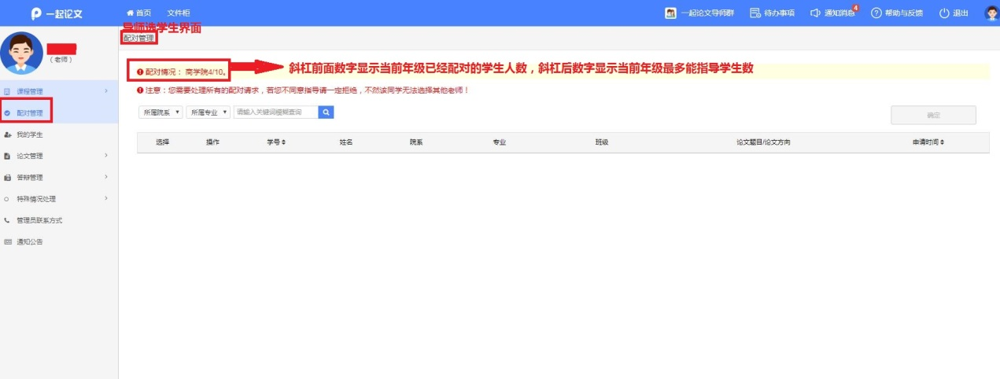 一起论文
首页 文件柜
一起论文导师群 待办事项 通知消息 4 帮助与反馈 退出
导师选学生界面
配对管理
(老师)
配对情况： 商学院4/10。
斜杠前面数字显示当前年级已经配对的学生人数，斜杠后数字显示当前年级最多能指导学生数
注意：您需要处理所有的配对请求，若您不同意指导请一定拒绝，不然该同学无法选择其他老师！
课程管理
配对管理
我的学生
论文管理
答辩管理
特殊情况处理
管理员联系方式
通知公告
所属院系 所属专业 请输入关键词模糊查询
确定
选择 操作 学号 姓名 院系 专业 班级 论文题目/论文方向 申请时间